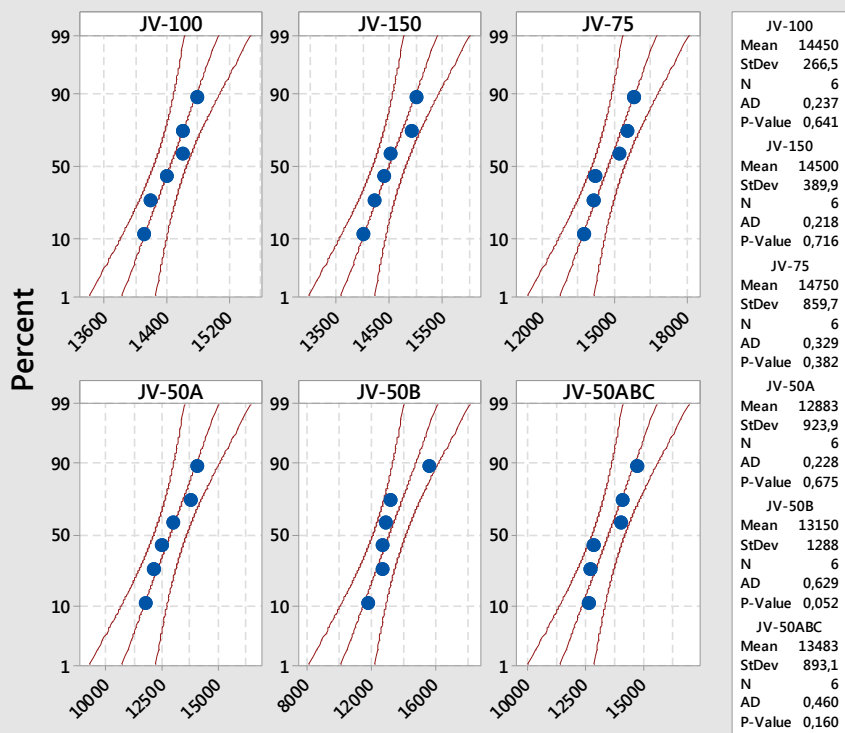 JV-100
JV-150
JV-75
99
90
50
10
1
13600
14400
15200
99
90
50
10
1
13500
14500
15500
99
90
50
10
1
12000
15000
18000
Percent
JV-50A
JV-50B
JV-50ABC
99
90
50
10
1
10000
12500
15000
99
90
50
10
1
8000
12000
16000
99
90
50
10
1
10000
12500
15000
JV-100
Mean 14450
StDev 266,5
N 6
AD 0,237
P-Value 0,641
JV-150
Mean 14500
StDev 389,9
N 6
AD 0,218
P-Value 0,716
JV-75
Mean 14750
StDev 859,7
N 6
AD 0,329
P-Value 0,382
JV-50A
Mean 12883
StDev 923,9
N 6
AD 0,228
P-Value 0,675
JV-50B
Mean 13150
StDev 1288
N 6
AD 0,629
P-Value 0,052
JV-50ABC
Mean 13483
StDev 893,1
N 6
AD 0,460
P-Value 0,160